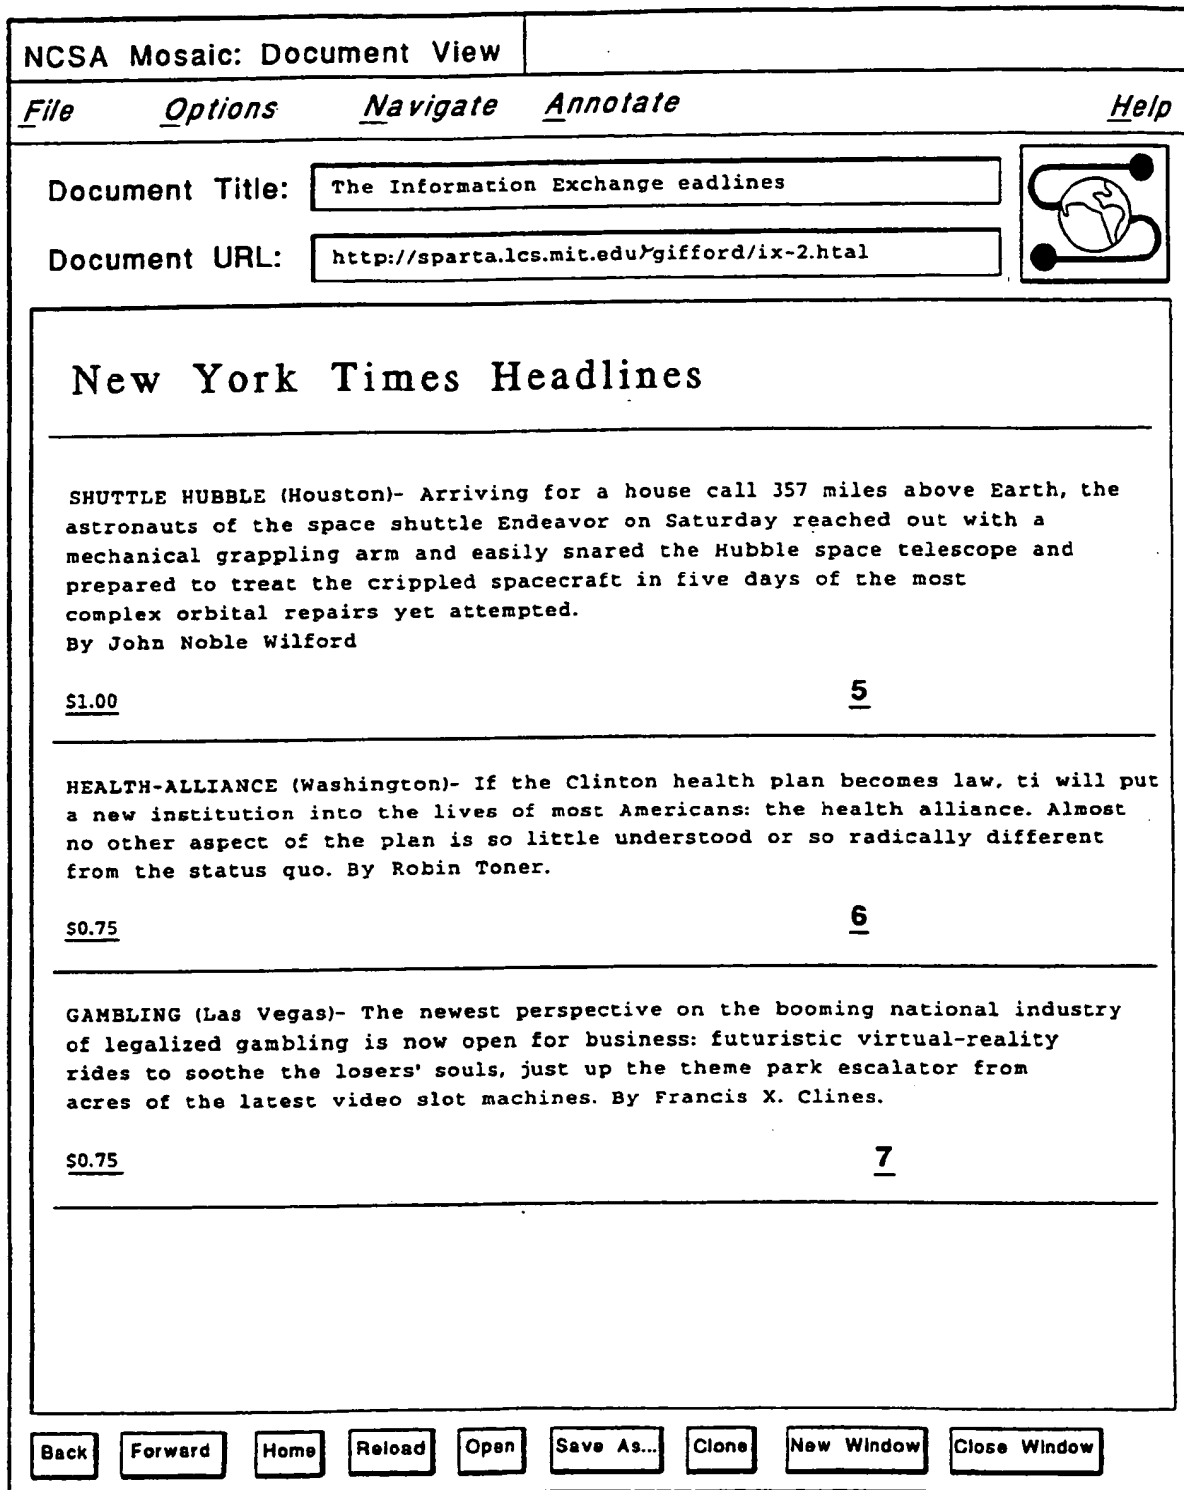 NCSA Mosaic: Document View
File Options Navigate Annotate Help
Document Title: The Information Exchange eadlines
Document URL: http://sparta.lcs.mit.edu/~gifford/ix-2.htal
New York Times Headlines
SHUTTLE HUBBLE (Houston)- Arriving for a house call 357 miles above Earth, the
astronauts of the space shuttle Endeavor on Saturday reached out with a
mechanical grappling arm and easily snared the Hubble space telescope and
prepared to treat the crippled spacecraft in five days of the most
complex orbital repairs yet attempted.
By John Noble Wilford
$1.00 5
HEALTH-ALLIANCE (Washington)- If the Clinton health plan becomes law, ti will put
a new institution into the lives of most Americans: the health alliance. Almost
no other aspect of the plan is so little understood or so radically different
from the status quo. By Robin Toner.
$0.75 6
GAMBLING (Las Vegas)- The newest perspective on the booming national industry
of legalized gambling is now open for business: futuristic virtual-reality
rides to soothe the losers' souls, just up the theme park escalator from
acres of the latest video slot machines. By Francis X. Clines.
$0.75 7
Back Forward Home Reload Open Save As... Clone New Window Close Window